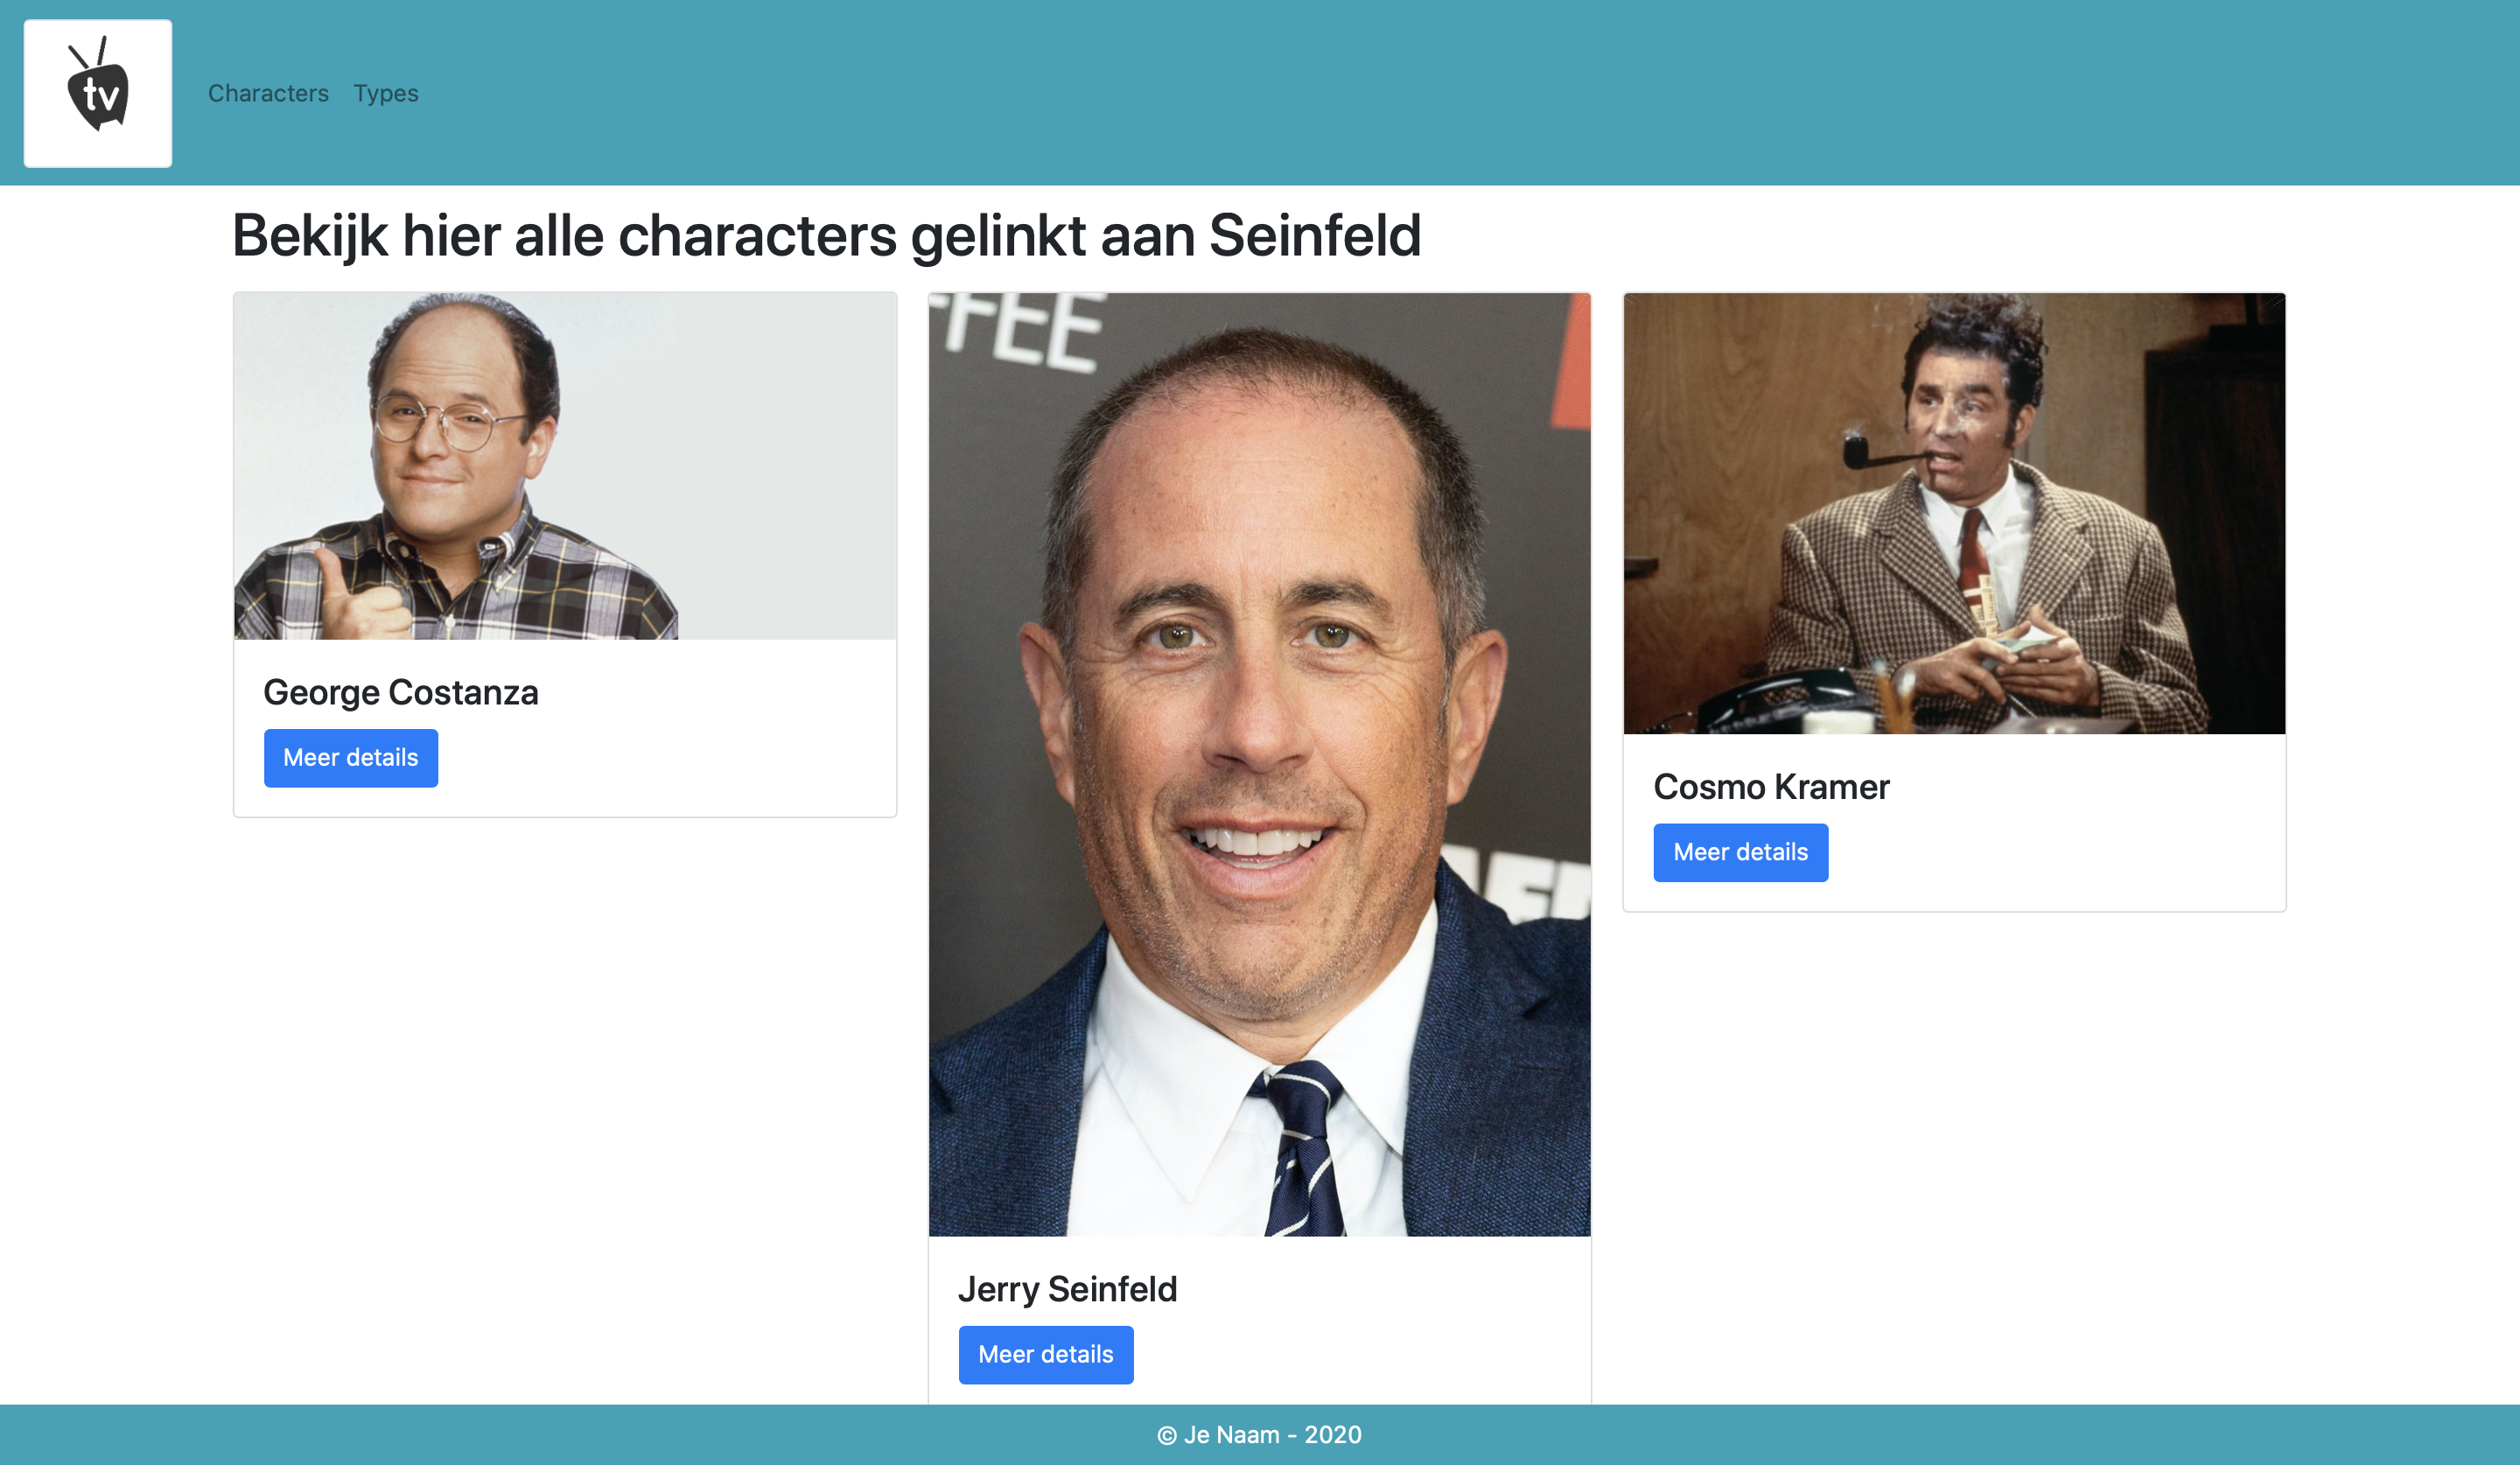 tv
Characters Types
Bekijk hier alle characters gelinkt aan Seinfeld
FFEE
George Costanza
Meer details
Cosmo Kramer
Meer details
Jerry Seinfeld
Meer details
© Je Naam - 2020